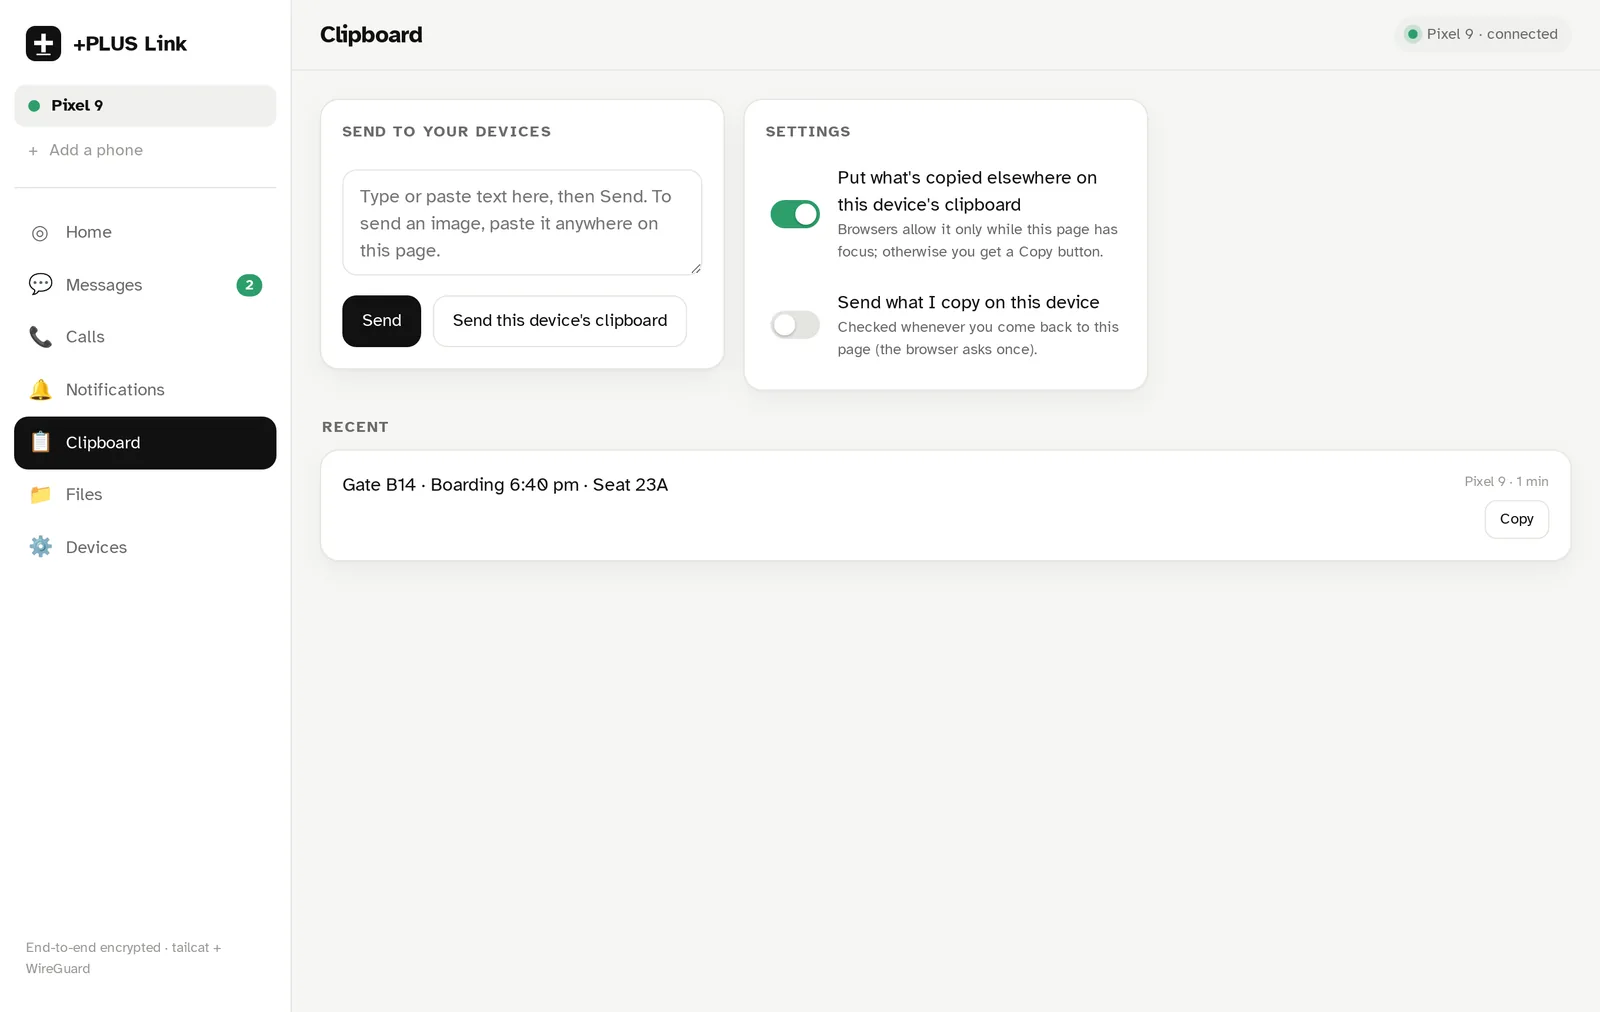 +PLUS Link
Pixel 9
+ Add a phone
Home
Messages 2
Calls
Notifications
Clipboard
Files
Devices
End-to-end encrypted · tailcat +
WireGuard
Clipboard
Pixel 9 · connected
SEND TO YOUR DEVICES
Type or paste text here, then Send. To
send an image, paste it anywhere on
this page.
Send
Send this device's clipboard
SETTINGS
Put what's copied elsewhere on
this device's clipboard
Browsers allow it only while this page has
focus; otherwise you get a Copy button.
Send what I copy on this device
Checked whenever you come back to this
page (the browser asks once).
RECENT
Gate B14 · Boarding 6:40 pm · Seat 23A
Pixel 9 · 1 min
Copy